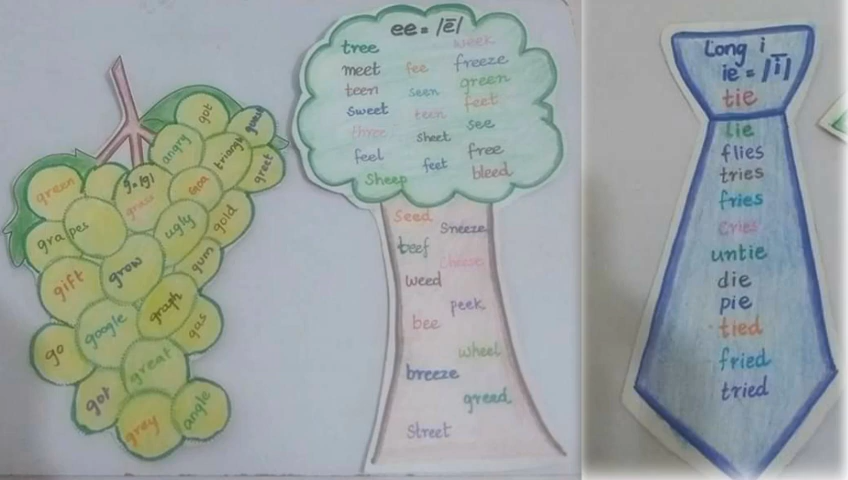 got
guess
angry
triangle
greet
green
g=/g/
grass
Goa
grapes
ugly
gold
gum
gift
grow
graph
gas
go
google
great
got
grey
angle
ee = /ē/
tree week
meet fee freeze
teen seen green
sweet teen feet
three sheet see
feel feet free
Sheep bleed
Seed Sneeze
beef cheese
weed
peek
bee
wheel
breeze
greed
Street
Long i
ie = /ī/
tie
lie
flies
tries
fries
cries
untie
die
pie
tied
fried
tried